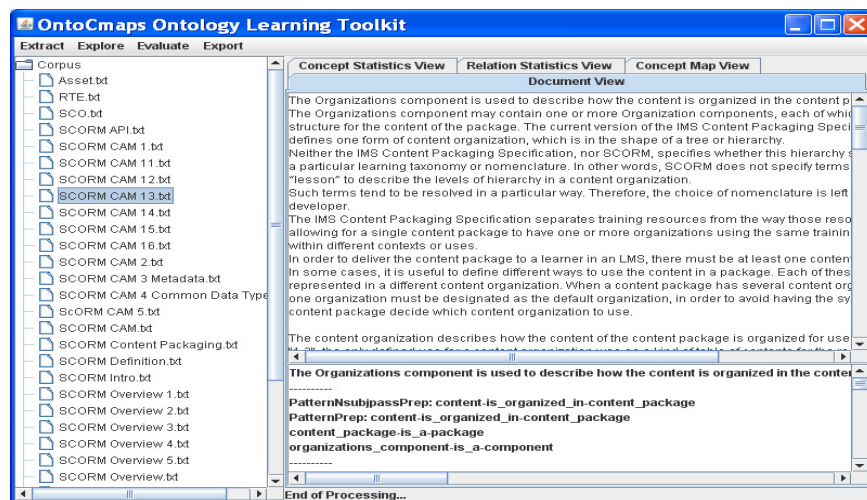 OntoCmaps Ontology Learning Toolkit
Extract Explore Evaluate Export
Corpus
Asset.txt
RTE.txt
SCO.txt
SCORM API.txt
SCORM CAM 1.txt
SCORM CAM 11.txt
SCORM CAM 12.txt
SCORM CAM 13.txt
SCORM CAM 14.txt
SCORM CAM 15.txt
SCORM CAM 16.txt
SCORM CAM 2.txt
SCORM CAM 3 Metadata.txt
SCORM CAM 4 Common Data Type
ScORM CAM 5.txt
SCORM CAM.txt
SCORM Content Packaging.txt
SCORM Definition.txt
SCORM Intro.txt
SCORM Overview 1.txt
SCORM Overview 2.txt
SCORM Overview 3.txt
SCORM Overview 4.txt
SCORM Overview 5.txt
SCORM Overview.txt
Concept Statistics View Relation Statistics View Concept Map View
Document View
The Organizations component is used to describe how the content is organized in the content p
The Organizations component may contain one or more Organization components, each of whic
structure for the content of the package. The current version of the IMS Content Packaging Speci
defines one form of content organization, which is in the shape of a tree or hierarchy.
Neither the IMS Content Packaging Specification, nor SCORM, specifies whether this hierarchy s
a particular learning taxonomy or nomenclature. In other words, SCORM does not specify terms
"lesson" to describe the levels of hierarchy in a content organization.
Such terms tend to be resolved in a particular way. Therefore, the choice of nomenclature is left
developer.
The IMS Content Packaging Specification separates training resources from the way those reso
allowing for a single content package to have one or more organizations using the same trainin
within different contexts or uses.
In order to deliver the content package to a learner in an LMS, there must be at least one conten
In some cases, it is useful to define different ways to use the content in a package. Each of thes
represented in a different content organization. When a content package has several content org
one organization must be designated as the default organization, in order to avoid having the sy
content package decide which content organization to use.
The content organization describes how the content of the content package is organized for use
The Organizations component is used to describe how the content is organized in the conten
----------
PatternNsubjpassPrep: content-is_organized_in-content_package
PatternPrep: content-is_organized_in-content_package
content_package-is_a-package
organizations_component-is_a-component
----------
End of Processing...